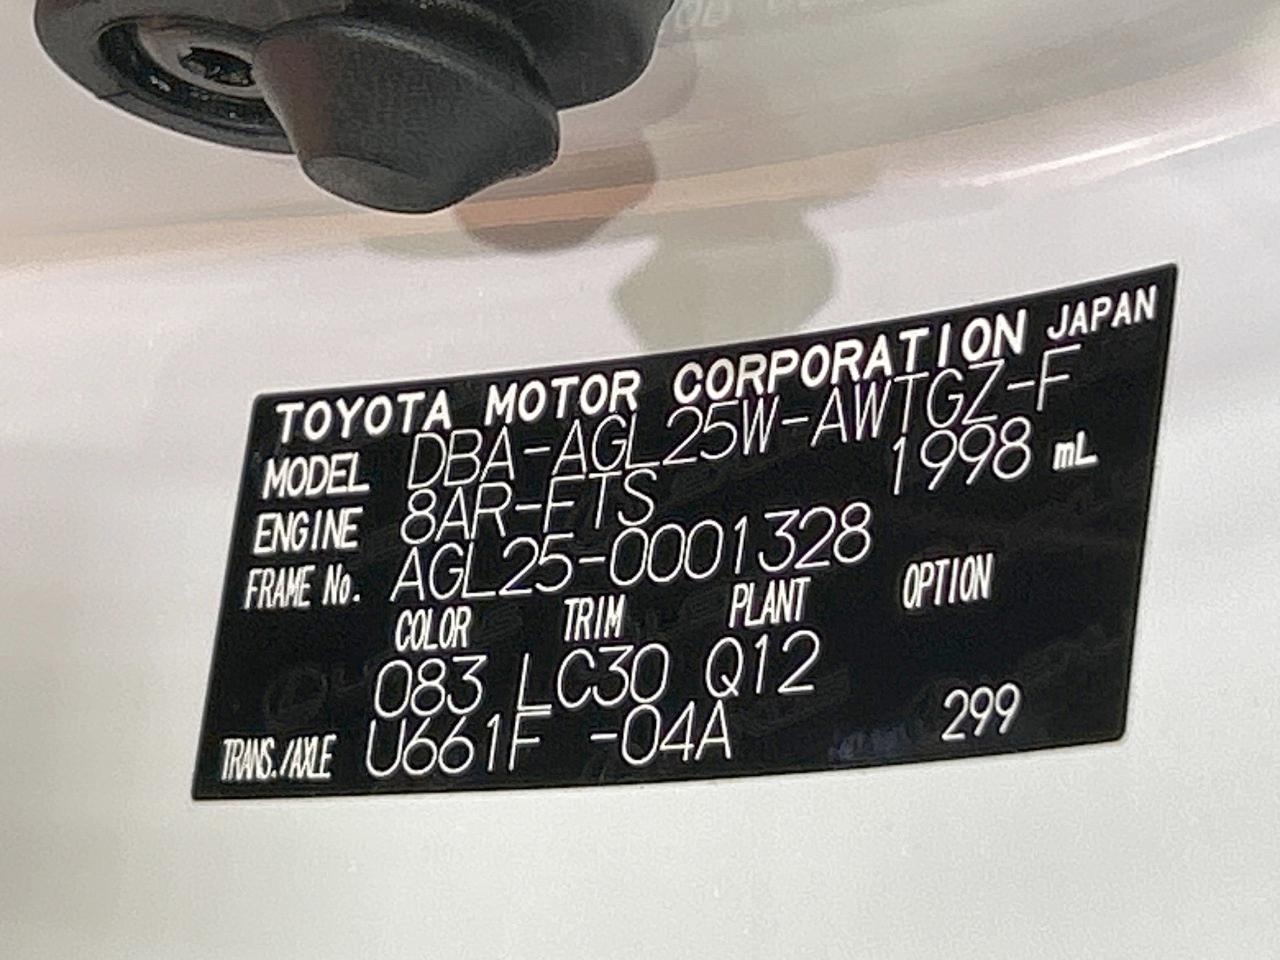 TOYOTA MOTOR CORPORATION JAPAN
MODEL DBA-AGL25W-AWTGZ-F
ENGINE 8AR-FTS 1998 mL
FRAME No. AGL25-0001328
COLOR TRIM PLANT OPTION
083 LC30 Q12
TRANS./AXLE U661F -04A 299